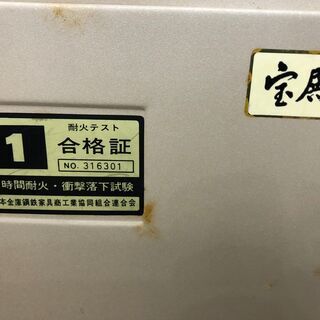 耐火テスト
1
合格証
NO. 316301
時間耐火・衝撃落下試験
本金庫鋼鉄家具商工業協同組合連合会
宝